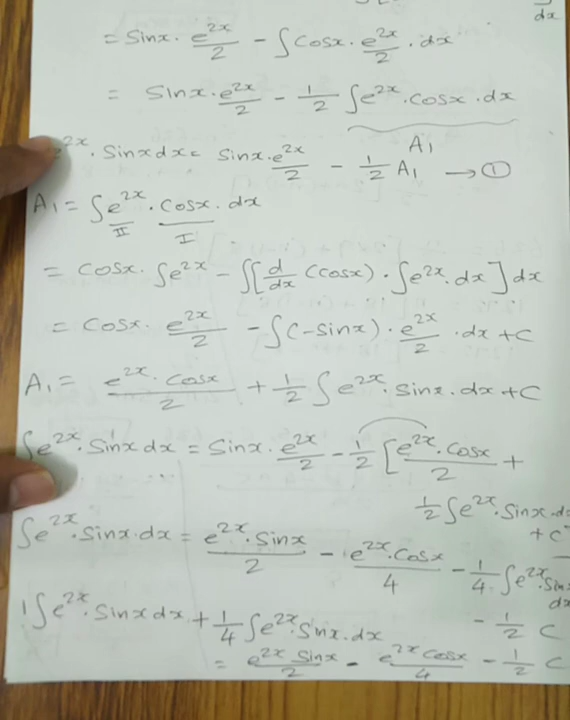 dx
= Sinx · e^2x/2 - ∫Cosx · e^2x/2 · dx
= Sinx · e^2x/2 - 1/2 ∫e^2x · cosx · dx
A1
2x · Sinx dx = Sinx · e^2x/2 - 1/2 A1 → ①
A1 = ∫e^2x · cosx · dx
II I
= cosx · ∫e^2x - ∫[d/dx (cosx) · ∫e^2x · dx] dx
= cosx · e^2x/2 - ∫(-sinx) · e^2x/2 · dx + C
A1 = e^2x · cosx/2 + 1/2 ∫e^2x · sinx · dx + C
∫e^2x · Sinx dx = Sinx · e^2x/2 - 1/2 [e^2x · cosx/2 +
1/2 ∫e^2x · Sinx · dx
+ C
∫e^2x · Sinx · dx = e^2x · Sinx/2 - e^2x · cosx/4 - 1/4 ∫e^2x · Sinx
dx
- 1/2 C
1∫e^2x · Sinx dx + 1/4 ∫e^2x · Sinx · dx
= e^2x Sinx/2 - e^2x cosx/4 - 1/2 C